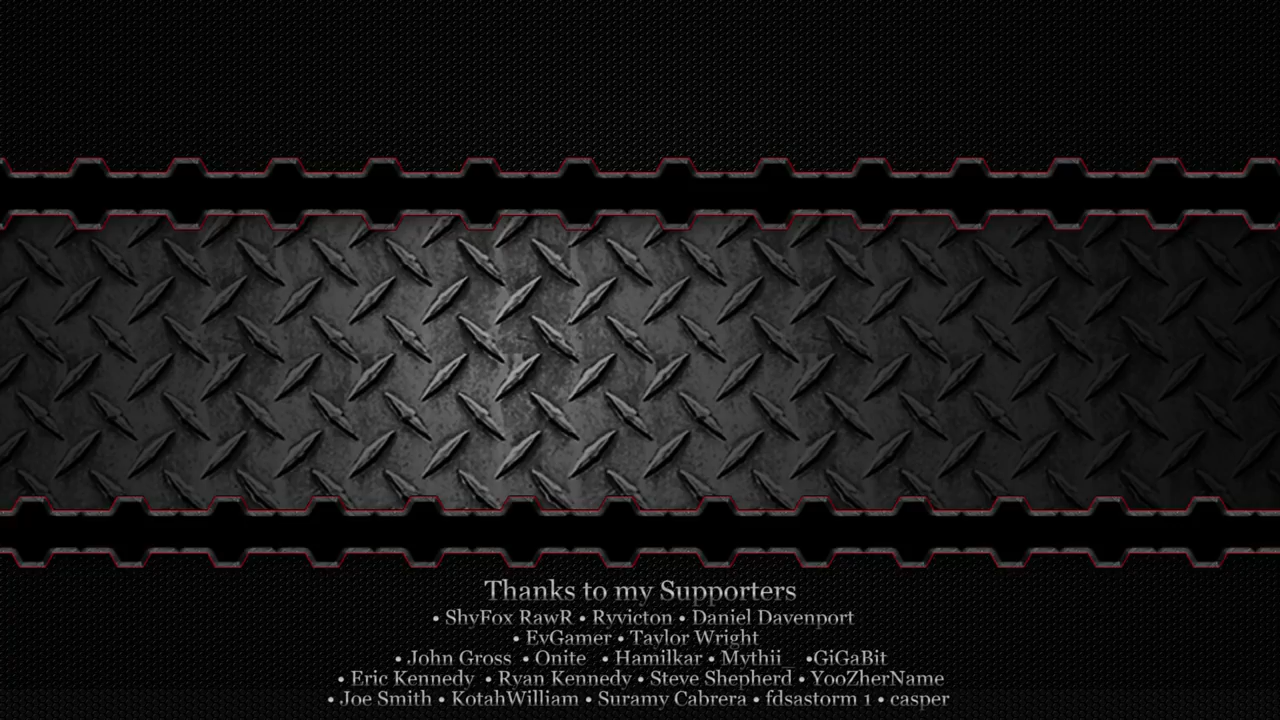 Thanks to my Supporters
• ShyFox RawR • Ryvicton • Daniel Davenport
• EvGamer • Taylor Wright
• John Gross • Onite • Hamilkar • Mythii_ •GiGaBit
• Eric Kennedy • Ryan Kennedy • Steve Shepherd • YooZherName
• Joe Smith • KotahWilliam • Suramy Cabrera • fdsastorm 1 • casper